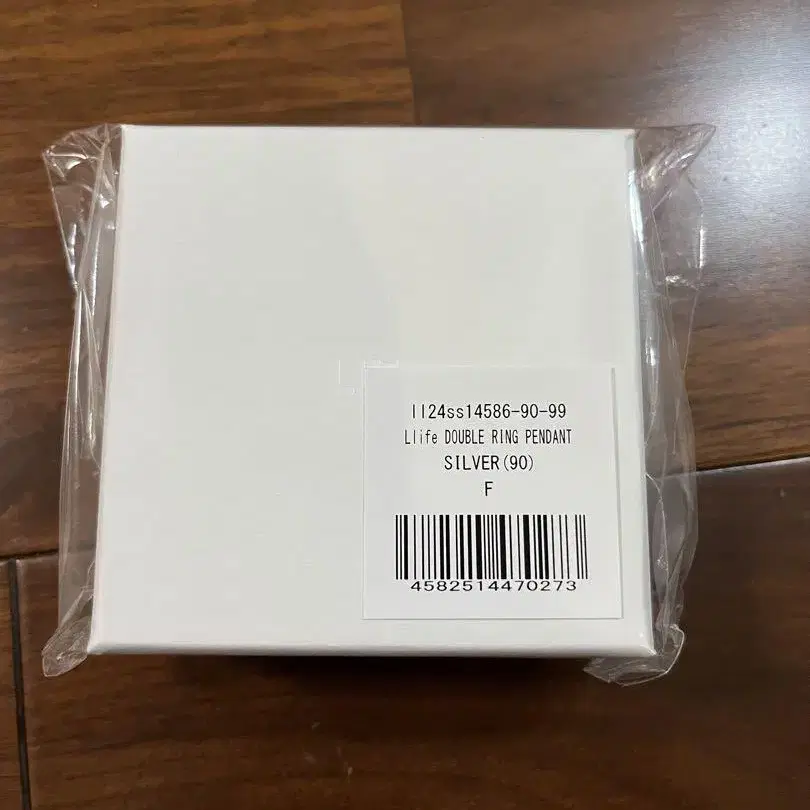 ll24ss14586-90-99
Llife DOUBLE RING PENDANT
SILVER(90)
F
4582514470273